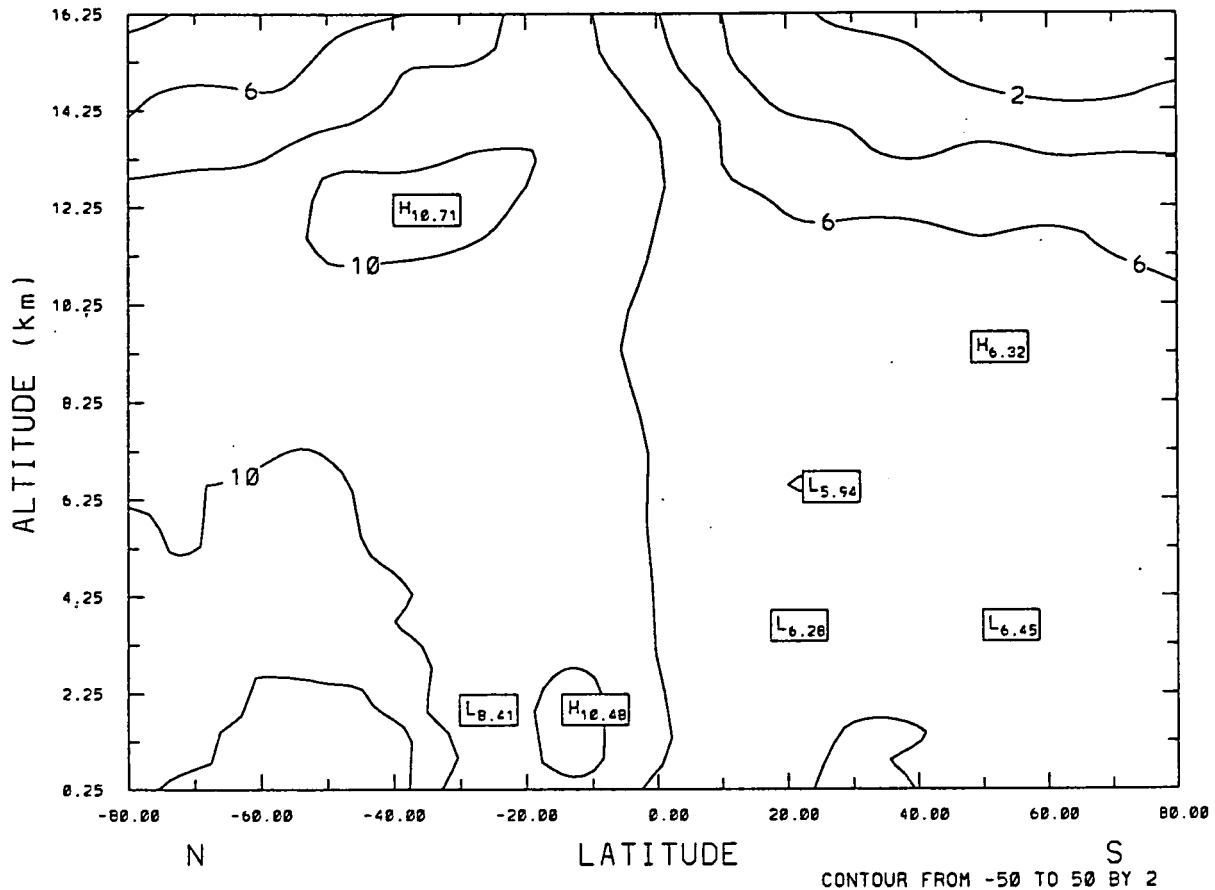 16.25
14.25
12.25
10.25
8.25
6.25
4.25
2.25
0.25
ALTITUDE (km)
6
2
H10.71
6
10
6
H6.32
10
L5.94
L6.28
L6.45
L8.41
H10.48
-80.00 -60.00 -40.00 -20.00 0.00 20.00 40.00 60.00 80.00
N LATITUDE S
CONTOUR FROM -50 TO 50 BY 2